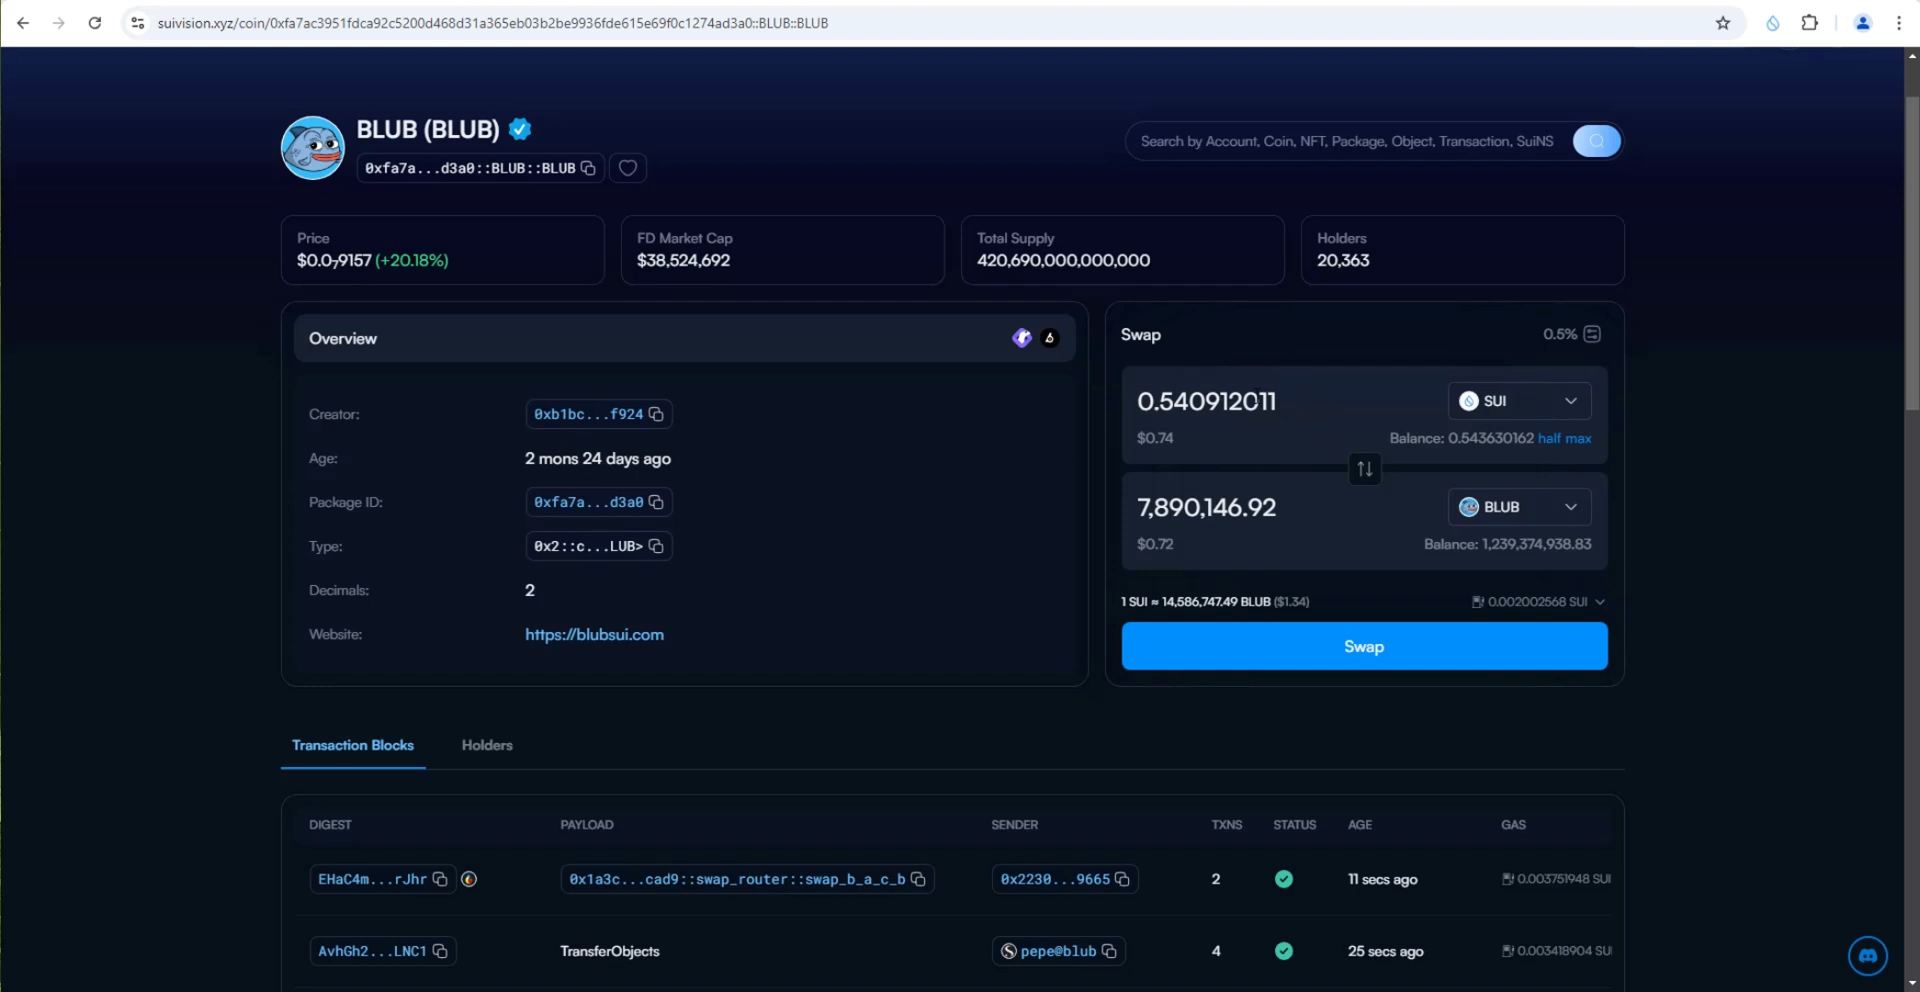 suivision.xyz/coin/0xfa7ac3951fdca92c5200d468d31a365eb03b2be9936fde615e69f0c1274ad3a0::BLUB::BLUB
BLUB (BLUB)
0xfa7a...d3a0::BLUB::BLUB
Search by Account, Coin, NFT, Package, Object, Transaction, SuiNS
Price
$0.0₇9157 (+20.18%)
FD Market Cap
$38,524,692
Total Supply
420,690,000,000,000
Holders
20,363
Overview
Creator:
0xb1bc...f924
Age:
2 mons 24 days ago
Package ID:
0xfa7a...d3a0
Type:
0x2::c...LUB>
Decimals:
2
Website:
https://blubsui.com
Swap
0.5%
0.540912011
SUI
$0.74
Balance: 0.543630162 half max
7,890,146.92
BLUB
$0.72
Balance: 1,239,374,938.83
1 SUI ≈ 14,586,747.49 BLUB ($1.34)
0.002002568 SUI
Swap
Transaction Blocks
Holders
DIGEST PAYLOAD SENDER TXNS STATUS AGE GAS
EHaC4m...rJhr 0x1a3c...cad9::swap_router::swap_b_a_c_b 0x2230...9665 2 11 secs ago 0.003751948 SUI
AvhGh2...LNC1 TransferObjects pepe@blub 4 25 secs ago 0.003418904 SUI